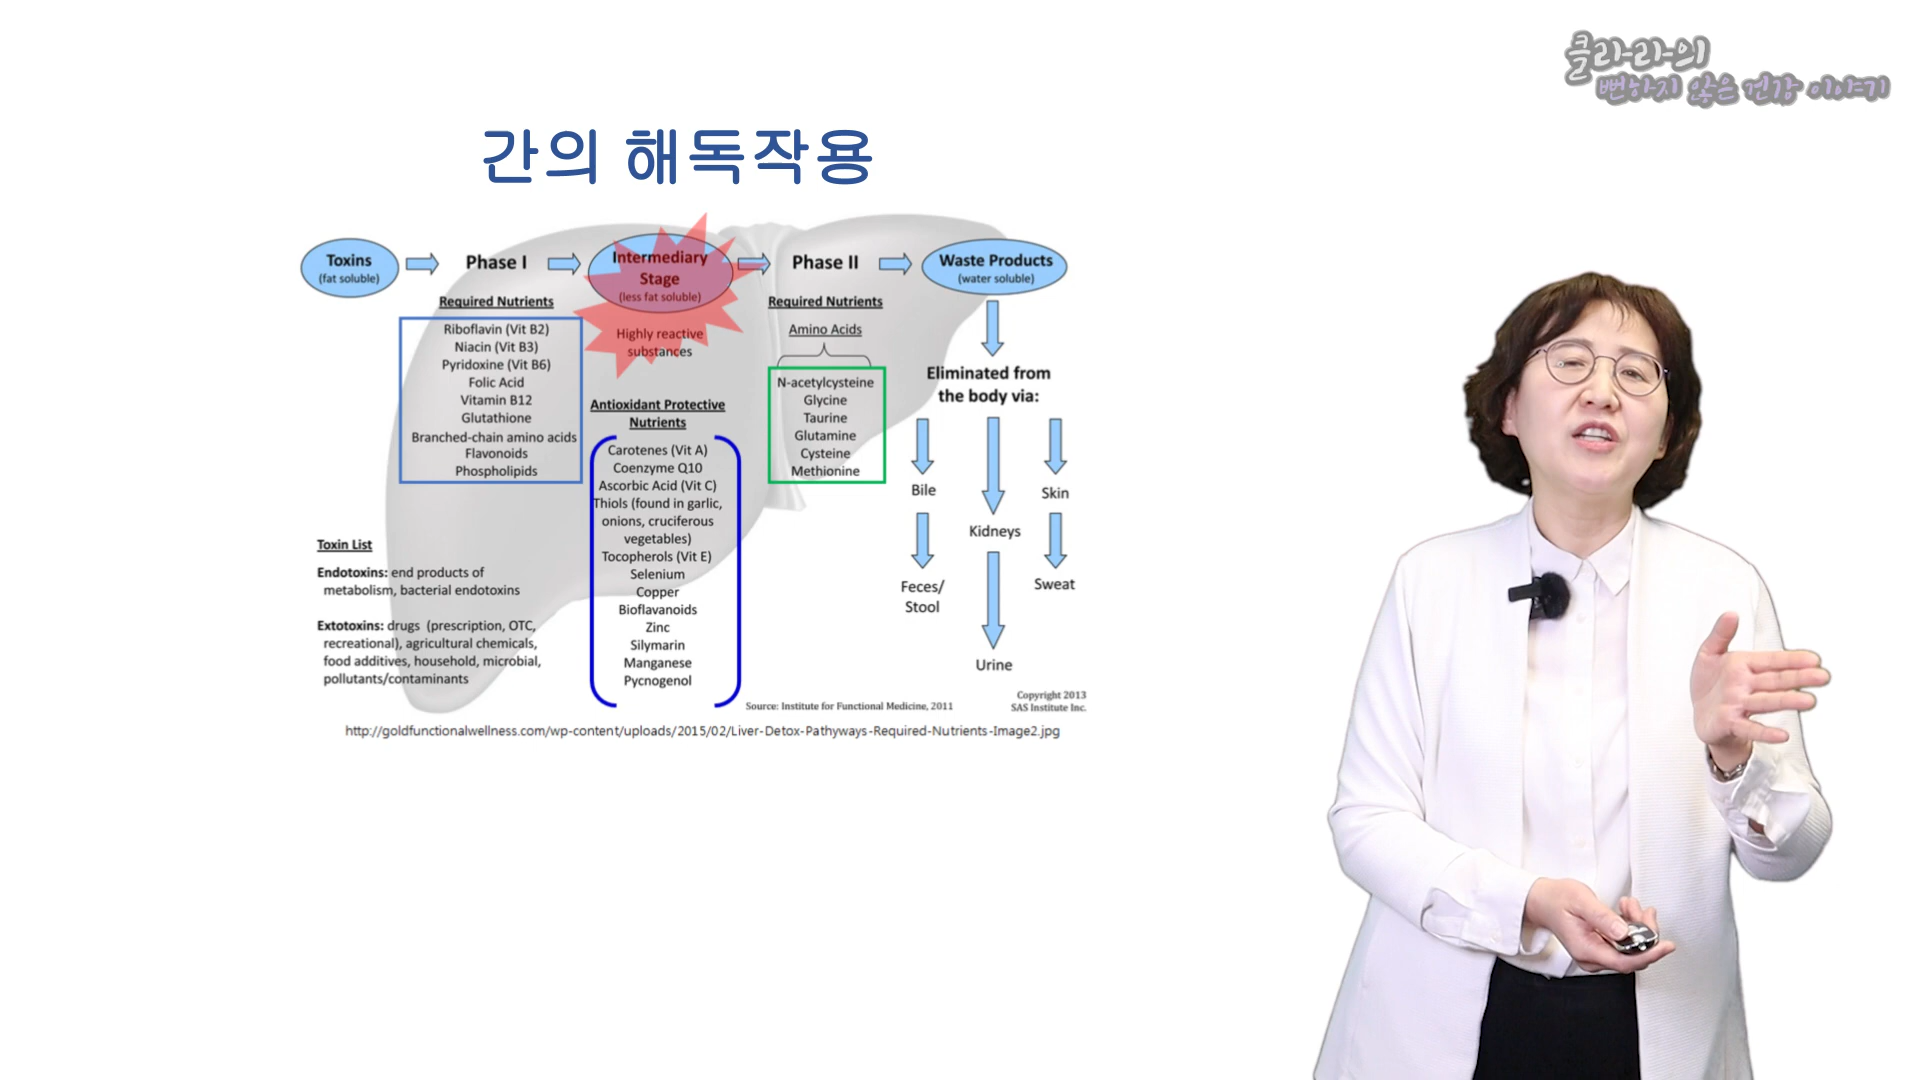 클라라의
뻔하지 않은 건강 이야기
간의 해독작용
Toxins
(fat soluble)
Phase I
Intermediary
Stage
(less fat soluble)
Phase II
Waste Products
(water soluble)
Required Nutrients
Riboflavin (Vit B2)
Niacin (Vit B3)
Pyridoxine (Vit B6)
Folic Acid
Vitamin B12
Glutathione
Branched-chain amino acids
Flavonoids
Phospholipids
Highly reactive
substances
Antioxidant Protective
Nutrients
Carotenes (Vit A)
Coenzyme Q10
Ascorbic Acid (Vit C)
Thiols (found in garlic,
onions, cruciferous
vegetables)
Tocopherols (Vit E)
Selenium
Copper
Bioflavanoids
Zinc
Silymarin
Manganese
Pycnogenol
Required Nutrients
Amino Acids
N-acetylcysteine
Glycine
Taurine
Glutamine
Cysteine
Methionine
Eliminated from
the body via:
Bile
Feces/
Stool
Kidneys
Urine
Skin
Sweat
Toxin List
Endotoxins: end products of
metabolism, bacterial endotoxins
Extotoxins: drugs (prescription, OTC,
recreational), agricultural chemicals,
food additives, household, microbial,
pollutants/contaminants
Source: Institute for Functional Medicine, 2011
Copyright 2013
SAS Institute Inc.
http://goldfunctionalwellness.com/wp-content/uploads/2015/02/Liver-Detox-Pathyways-Required-Nutrients-Image2.jpg